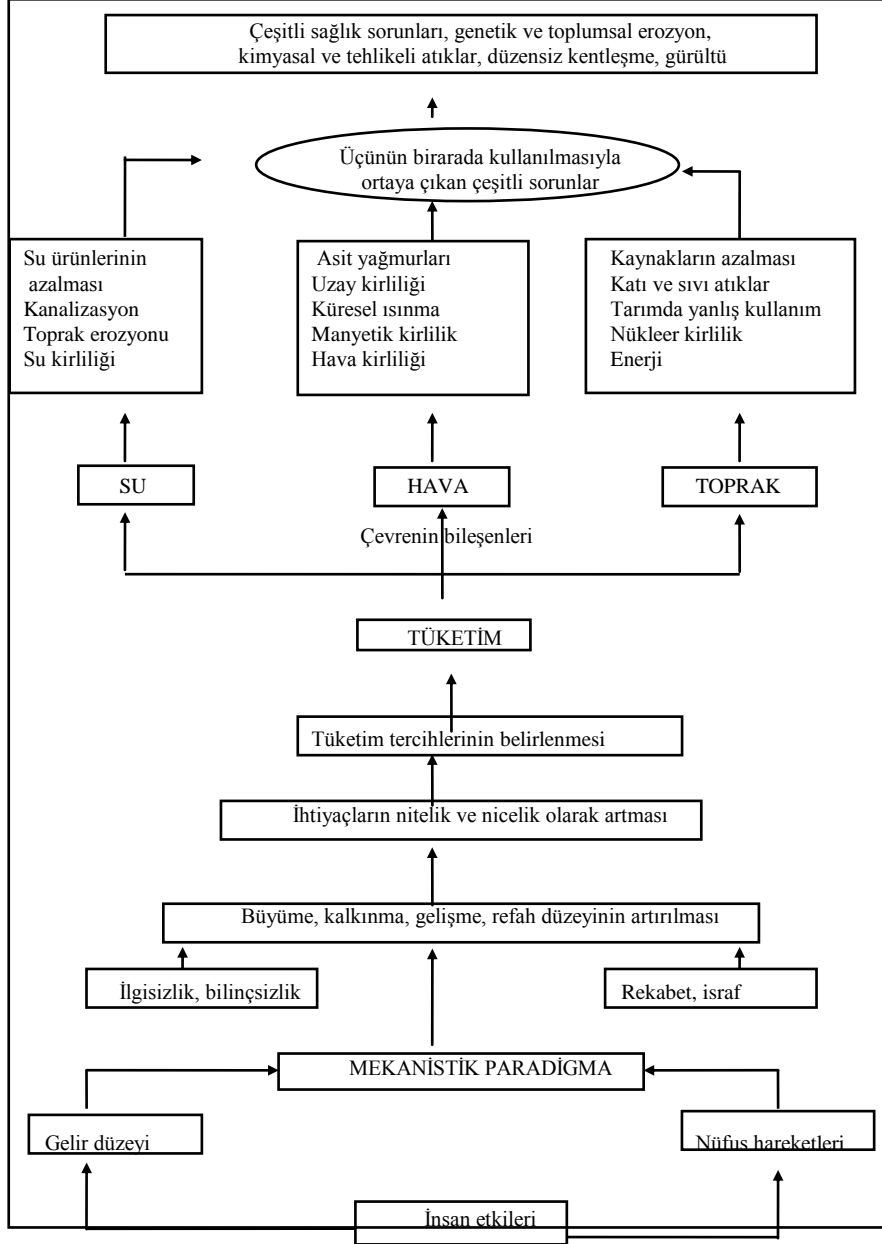 Çeşitli sağlık sorunları, genetik ve toplumsal erozyon,
kimyasal ve tehlikeli atıklar, düzensiz kentleşme, gürültü
Üçünün birarada kullanılmasıyla
ortaya çıkan çeşitli sorunlar
Su ürünlerinin
azalması
Kanalizasyon
Toprak erozyonu
Su kirliliği
Asit yağmurları
Uzay kirliliği
Küresel ısınma
Manyetik kirlilik
Hava kirliliği
Kaynakların azalması
Katı ve sıvı atıklar
Tarımda yanlış kullanım
Nükleer kirlilik
Enerji
SU
HAVA
TOPRAK
Çevrenin bileşenleri
TÜKETİM
Tüketim tercihlerinin belirlenmesi
İhtiyaçların nitelik ve nicelik olarak artması
Büyüme, kalkınma, gelişme, refah düzeyinin artırılması
İlgisizlik, bilinçsizlik
Rekabet, israf
MEKANİSTİK PARADİGMA
Gelir düzeyi
Nüfus hareketleri
İnsan etkileri